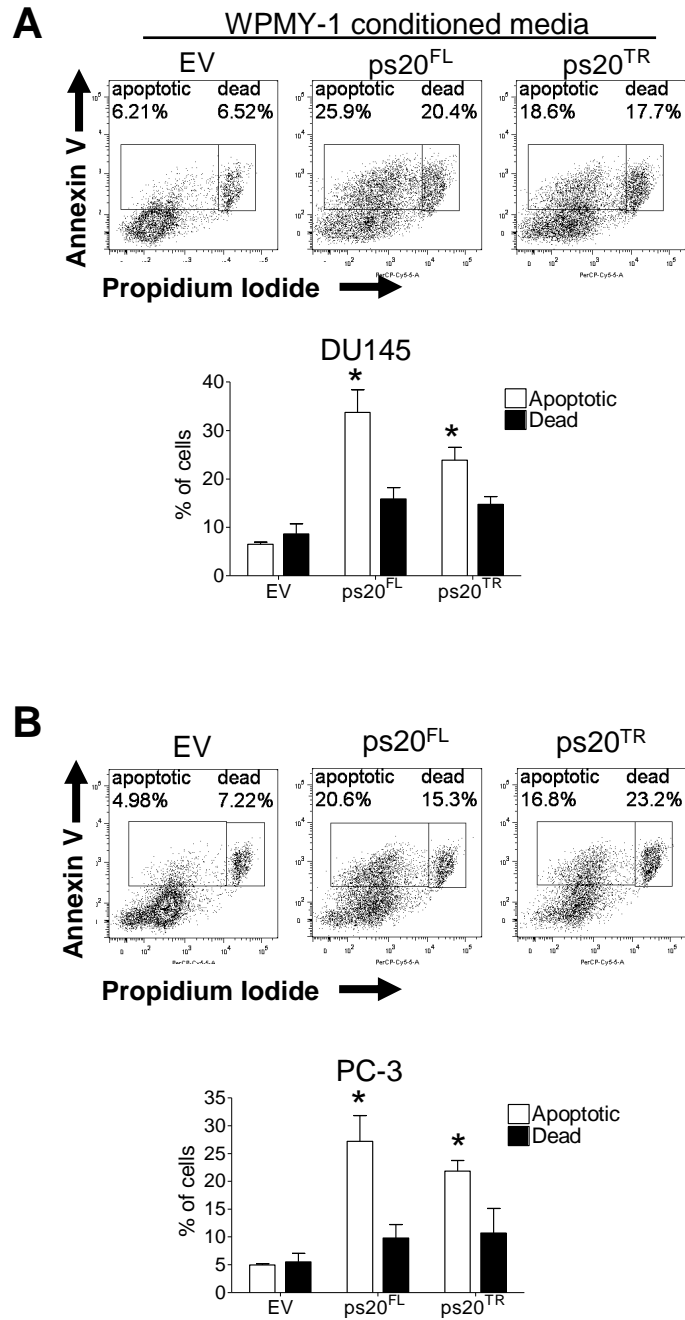 A
WPMY-1 conditioned media
EV
ps20FL
ps20TR
apoptotic dead
6.21% 6.52%
apoptotic dead
25.9% 20.4%
apoptotic dead
18.6% 17.7%
Annexin V
Propidium Iodide
PerCP-Cy5-5-A
PerCP-Cy5-5-A
DU145
% of cells
40
30
20
10
0
EV ps20FL ps20TR
* *
Apoptotic
Dead
B
EV
ps20FL
ps20TR
apoptotic dead
4.98% 7.22%
apoptotic dead
20.6% 15.3%
apoptotic dead
16.8% 23.2%
Annexin V
Propidium Iodide
PerCP-Cy5-5-A
PerCP-Cy5-5-A
PerCP-Cy5-5-A
PC-3
% of cells
35
30
25
20
15
10
5
0
EV ps20FL ps20TR
* *
Apoptotic
Dead